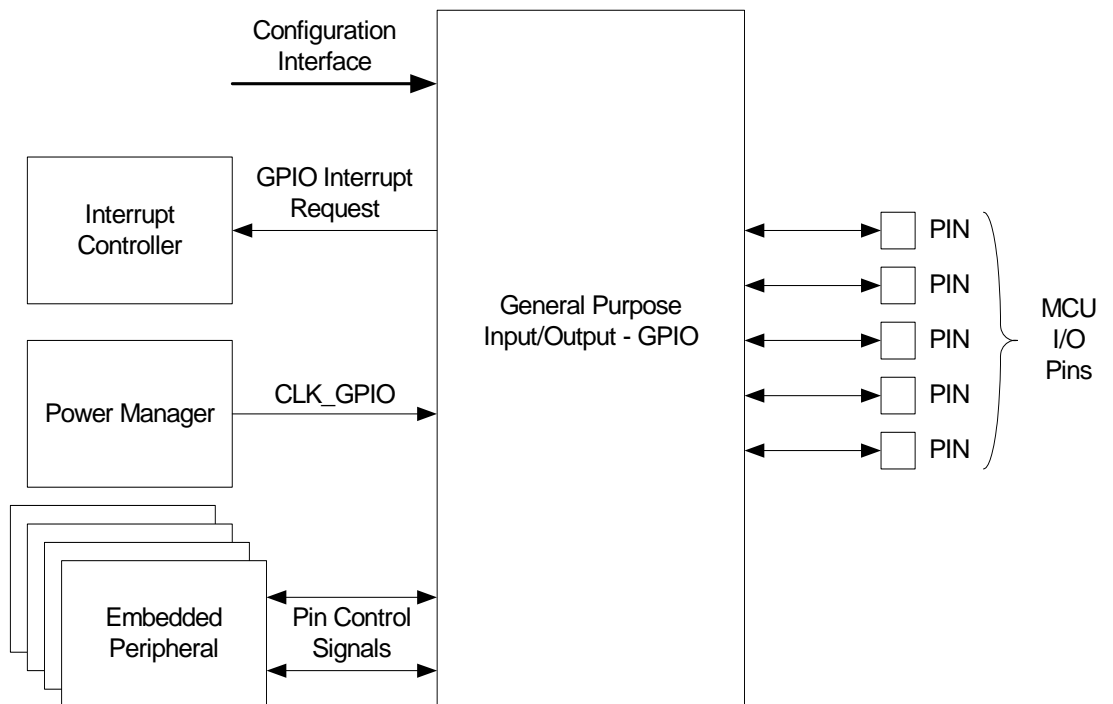 Configuration
Interface
GPIO Interrupt
Request
Interrupt
Controller
General Purpose
Input/Output - GPIO
Power Manager
CLK_GPIO
Embedded
Peripheral
Pin Control
Signals
PIN
PIN
PIN
PIN
PIN
MCU
I/O
Pins